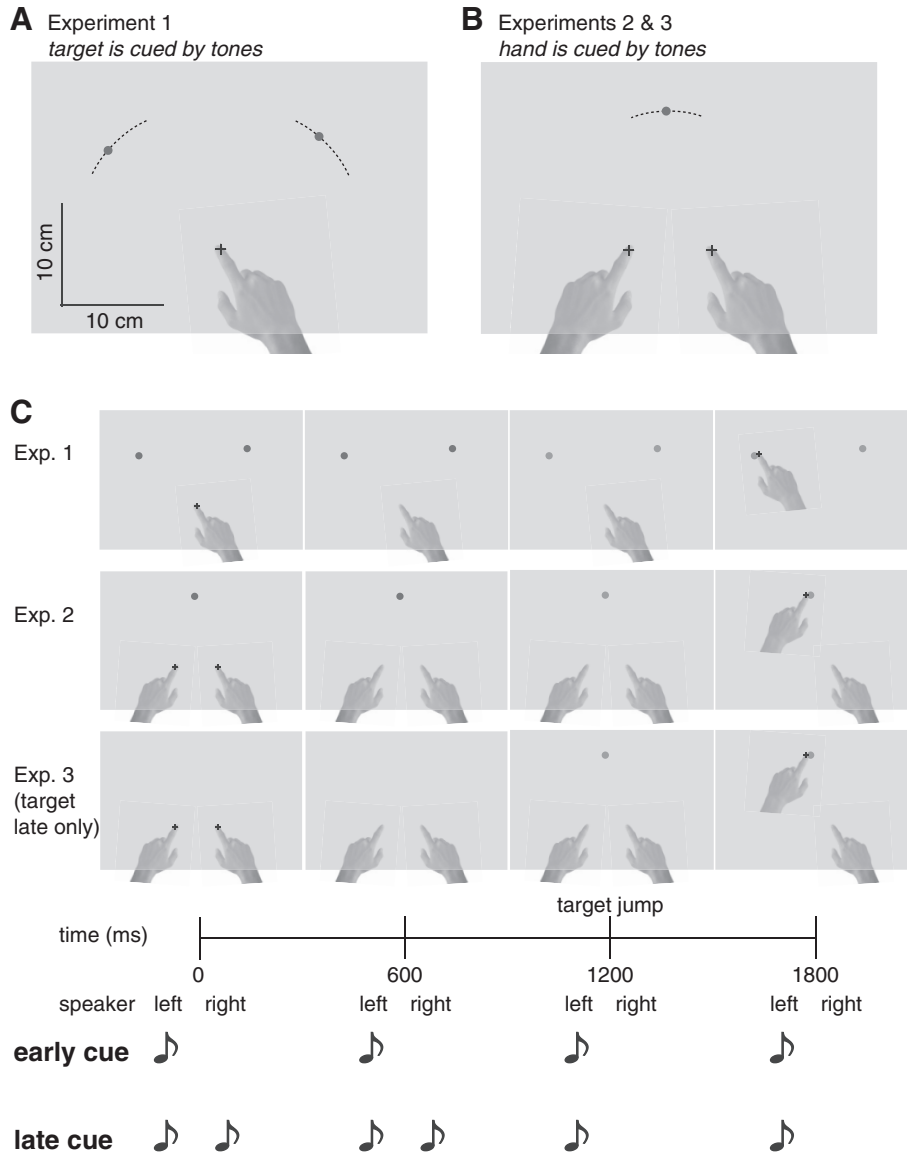 A Experiment 1
target is cued by tones
10 cm
10 cm
B Experiments 2 & 3
hand is cued by tones
C
Exp. 1
Exp. 2
Exp. 3
(target
late only)
target jump
time (ms)
0 600 1200 1800
speaker left right left right left right left right
early cue
late cue